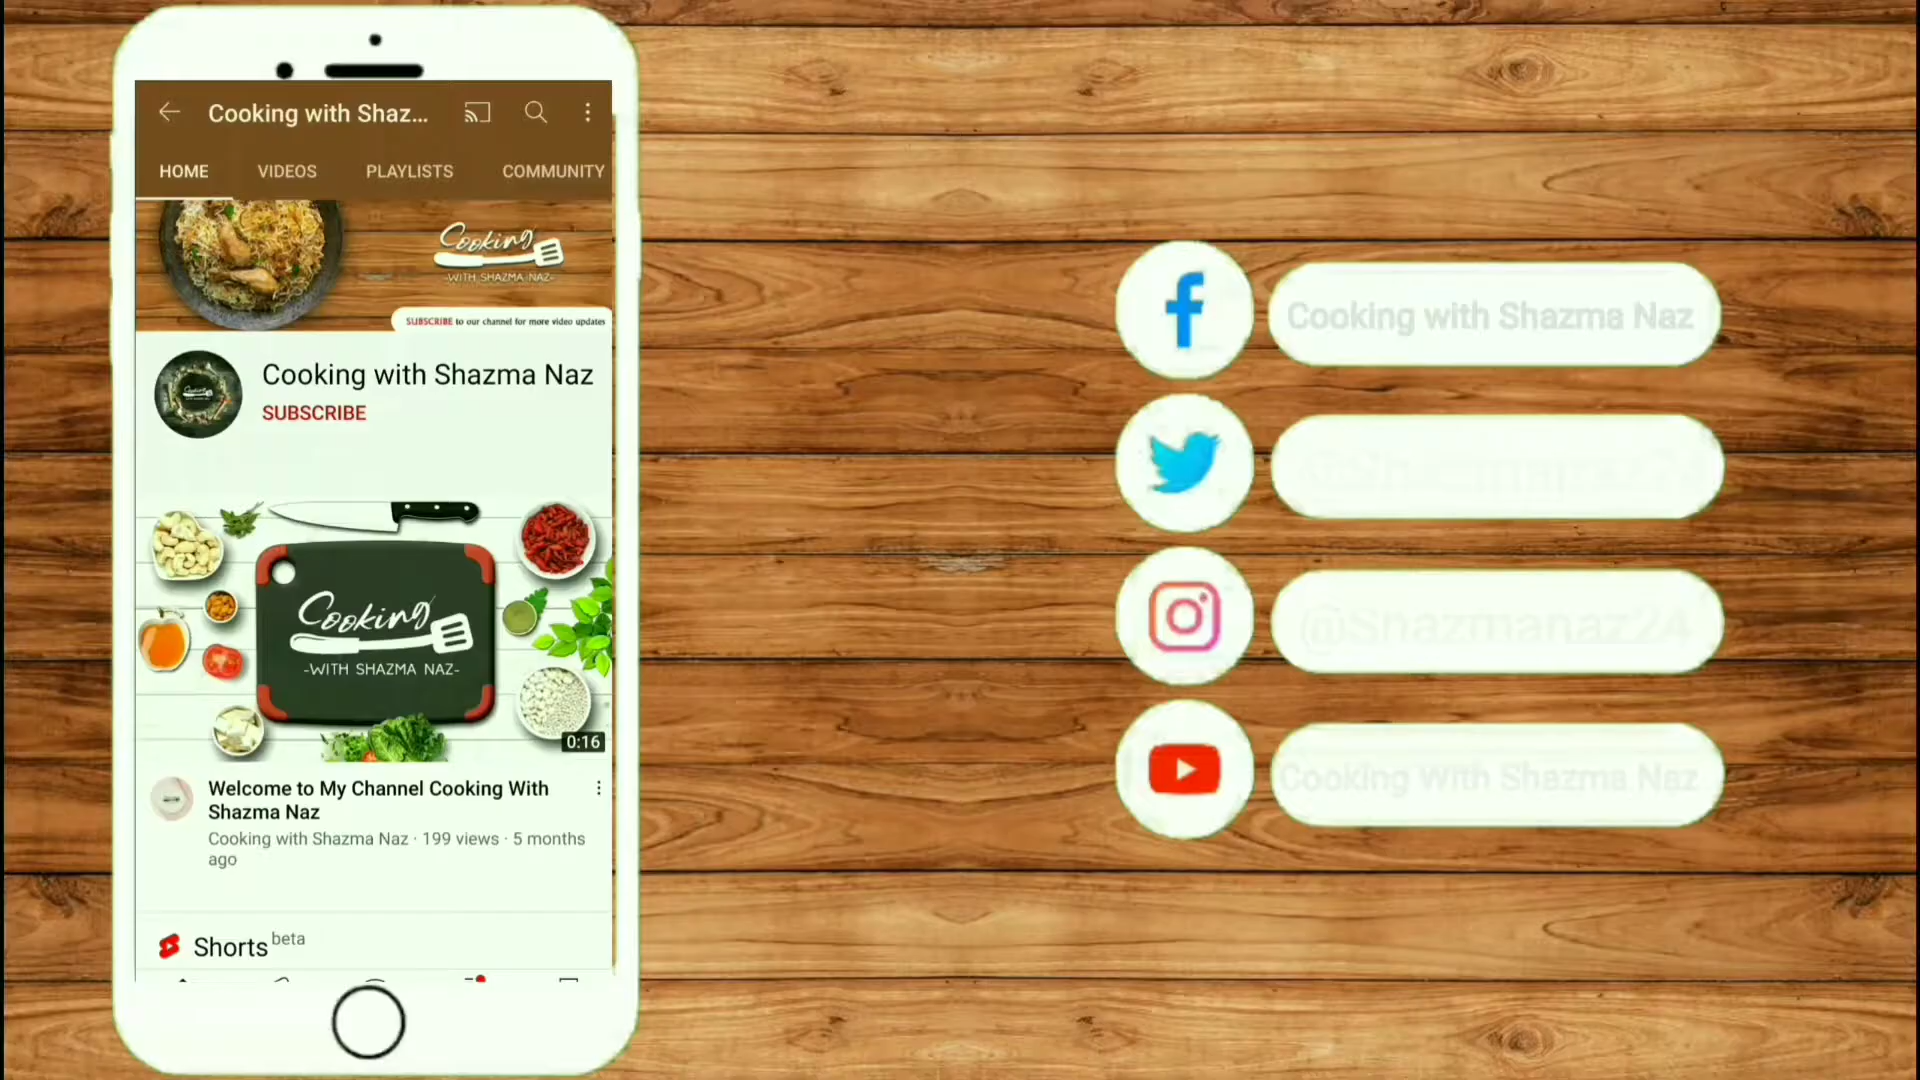 Cooking with Shaz...
HOME VIDEOS PLAYLISTS COMMUNITY
Cooking
-WITH SHAZMA NAZ-
SUBSCRIBE to our channel for more video updates
Cooking with Shazma Naz
SUBSCRIBE
Cooking
-WITH SHAZMA NAZ-
0:16
Welcome to My Channel Cooking With
Shazma Naz
Cooking with Shazma Naz · 199 views · 5 months
ago
Shorts beta
Cooking with Shazma Naz
@Shazmanaz24
Cooking With Shazma Naz